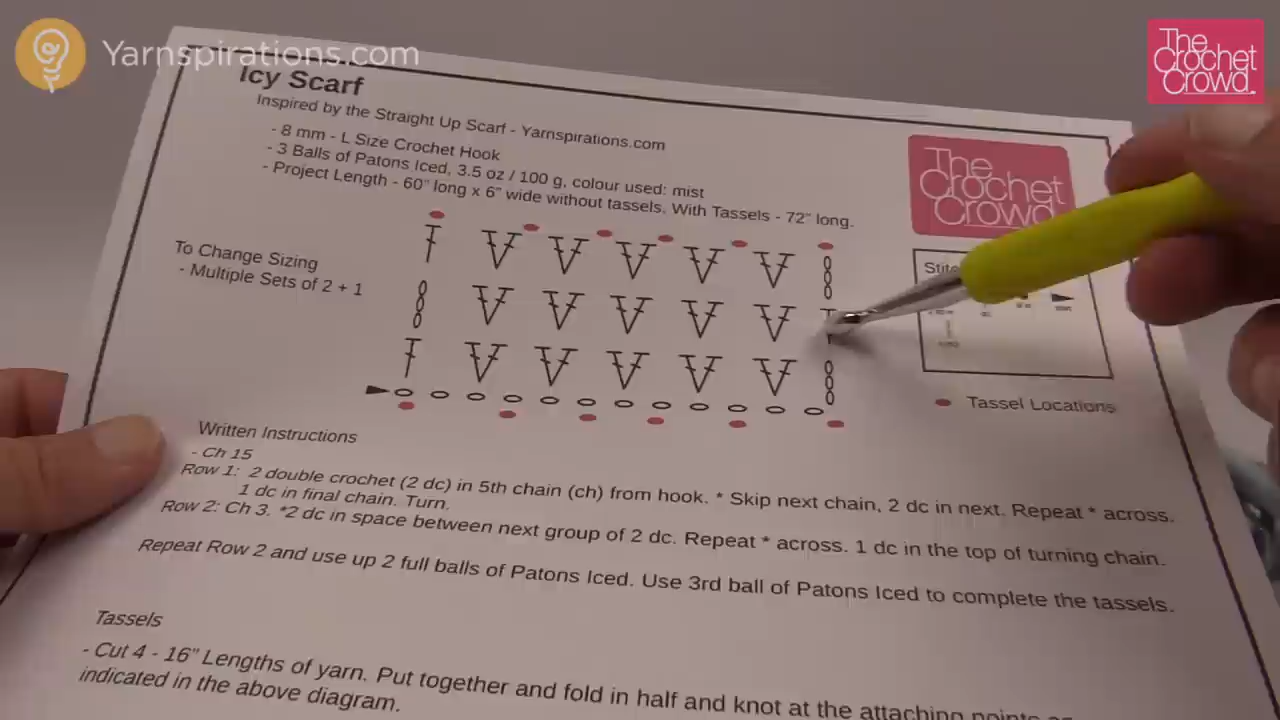 Yarnspirations.com
The
Crochet
Crowd
Icy Scarf
Inspired by the Straight Up Scarf - Yarnspirations.com
- 8 mm - L Size Crochet Hook
- 3 Balls of Patons Iced, 3.5 oz / 100 g, colour used: mist
- Project Length - 60" long x 6" wide without tassels. With Tassels - 72" long.
The
Crochet
Crowd
To Change Sizing
- Multiple Sets of 2 + 1
Tassel Locations
Written Instructions
- Ch 15
Row 1: 2 double crochet (2 dc) in 5th chain (ch) from hook. * Skip next chain, 2 dc in next. Repeat * across.
1 dc in final chain. Turn.
Row 2: Ch 3. *2 dc in space between next group of 2 dc. Repeat * across. 1 dc in the top of turning chain.
Repeat Row 2 and use up 2 full balls of Patons Iced. Use 3rd ball of Patons Iced to complete the tassels.
Tassels
- Cut 4 - 16" Lengths of yarn. Put together and fold in half and knot at the attaching points as
indicated in the above diagram.